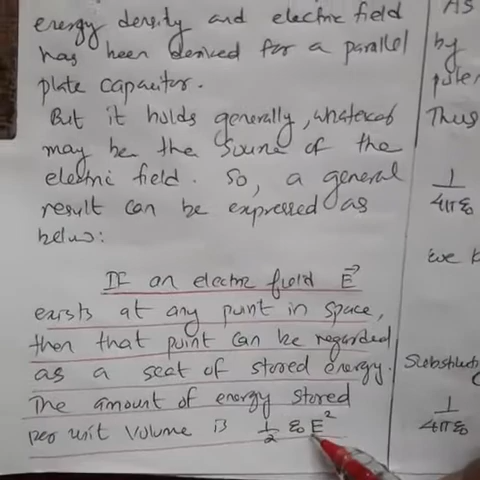 energy density and electric field
has been derived for a parallel
plate capacitor.
But it holds generally, whatever
may be the source of the
electric field. So, a general
result can be expressed as
below:
If an electric field E⃗
exists at any point in space,
then that point can be regarded
as a seat of stored energy.
The amount of energy stored
per unit volume is 1/2 ε₀E²
As
by
Thus
1/4πε₀
we
Substituti
1/4πε₀